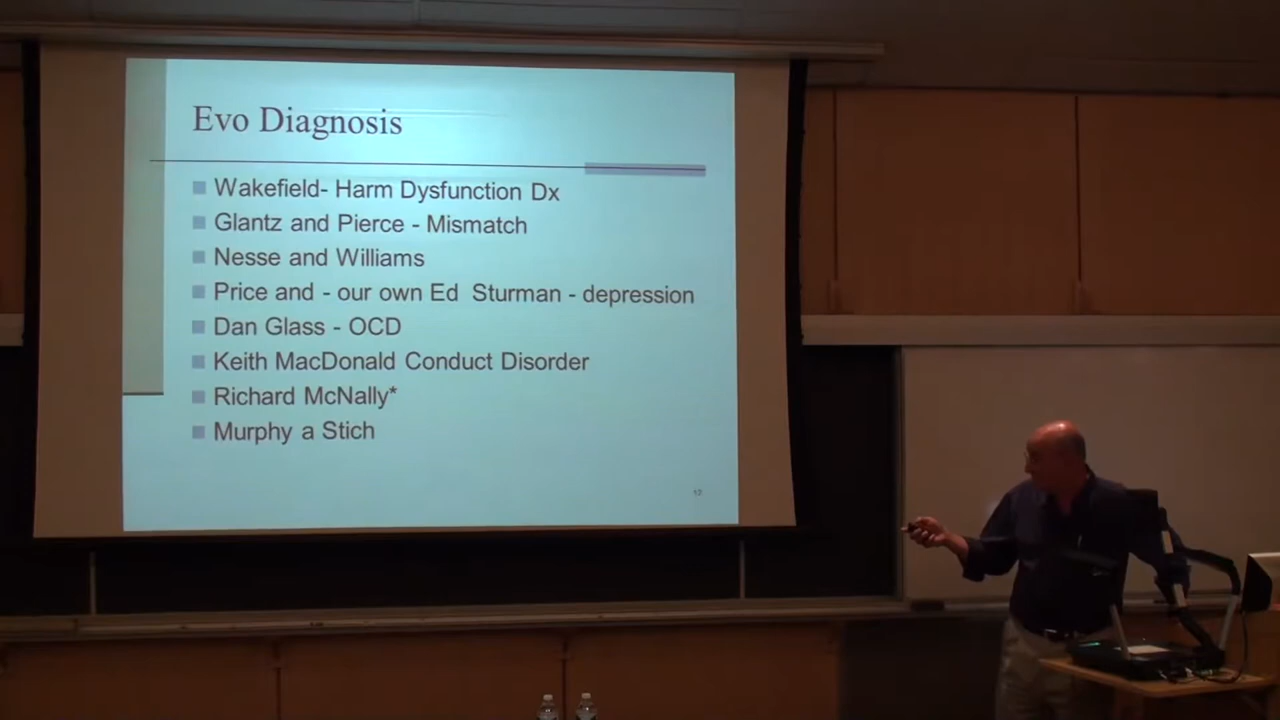 Evo Diagnosis
Wakefield- Harm Dysfunction Dx
Glantz and Pierce - Mismatch
Nesse and Williams
Price and - our own Ed Sturman - depression
Dan Glass - OCD
Keith MacDonald Conduct Disorder
Richard McNally*
Murphy a Stich